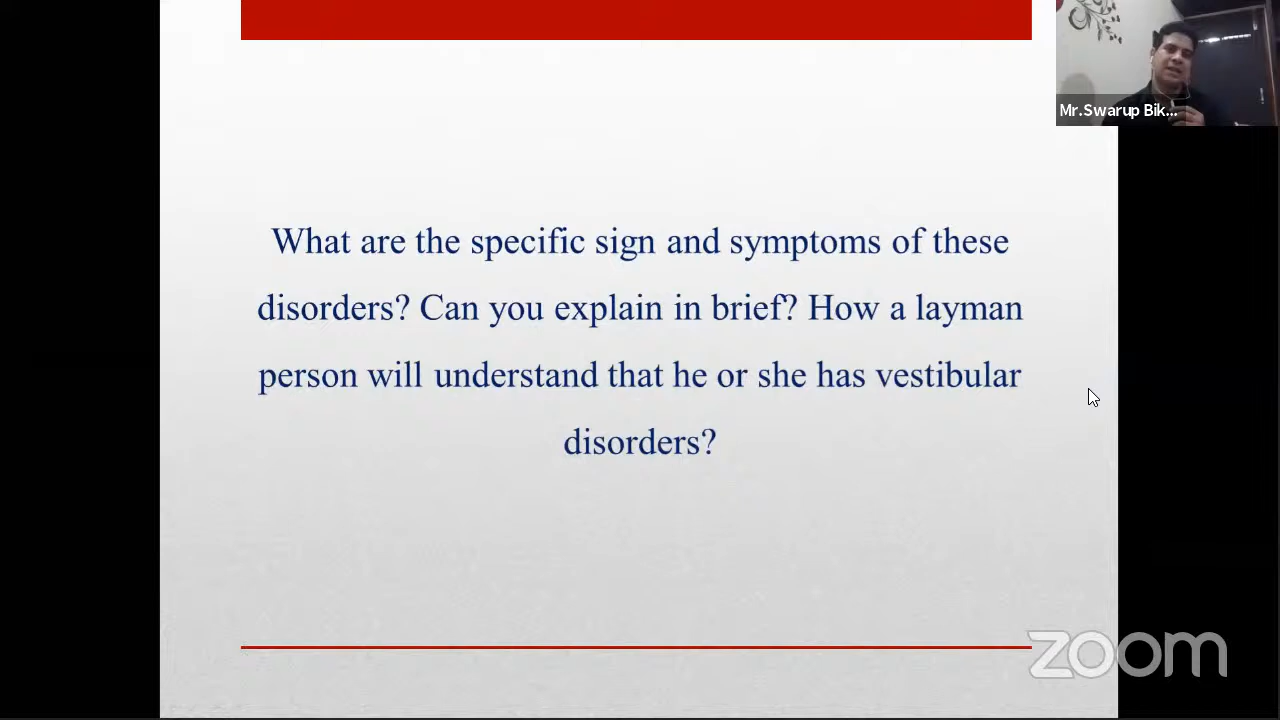 Mr.Swarup Bik...
What are the specific sign and symptoms of these
disorders? Can you explain in brief? How a layman
person will understand that he or she has vestibular
disorders?
zoom